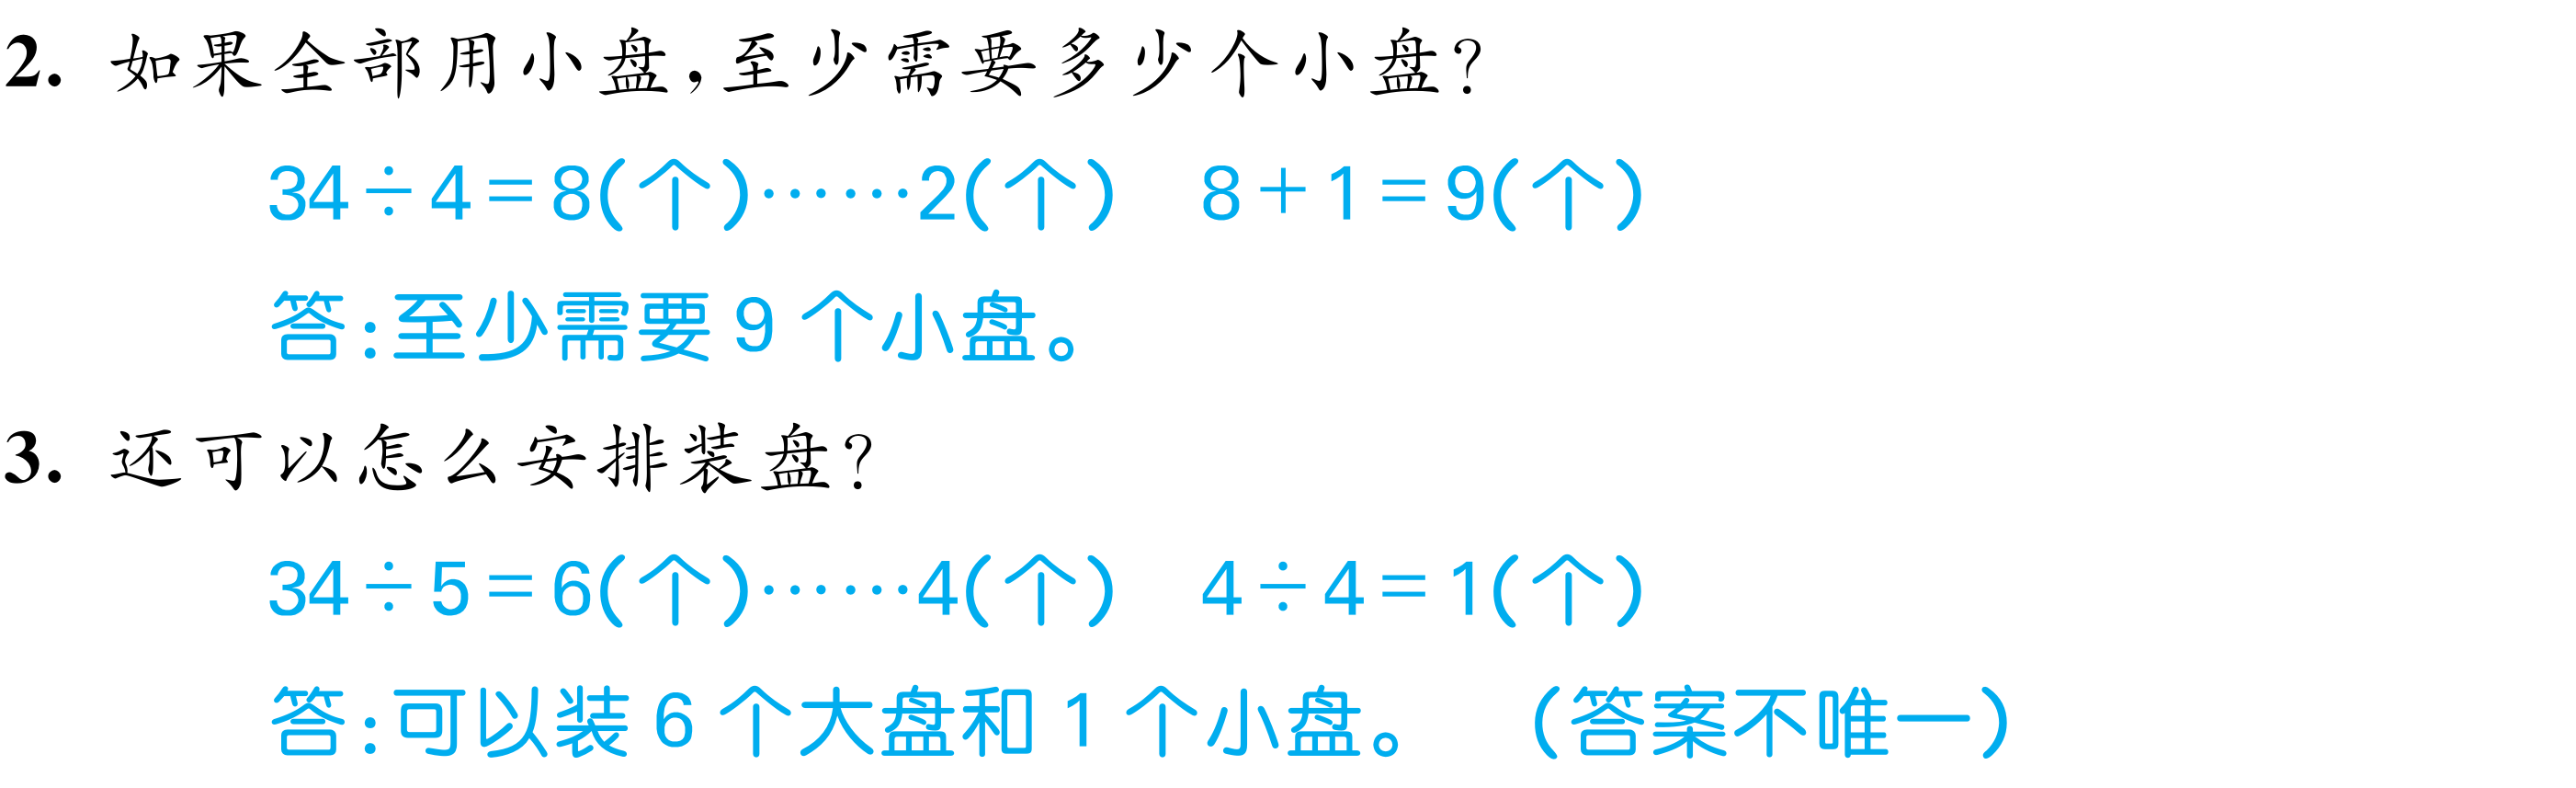 2. 如果全部用小盘,至少需要多少个小盘?
34÷4=8(个)……2(个) 8+1=9(个)
答:至少需要 9 个小盘。
3. 还可以怎么安排装盘?
34÷5=6(个)……4(个) 4÷4=1(个)
答:可以装 6 个大盘和 1 个小盘。 (答案不唯一)